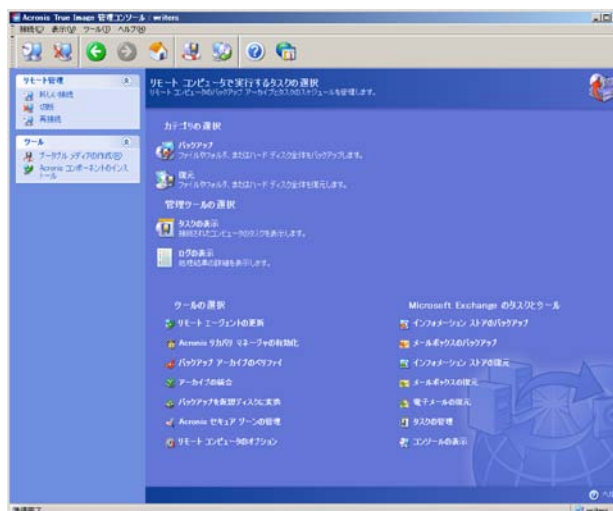 Acronis True Image 管理コンソール : writers
接続(C) 表示(V) ツール(T) ヘルプ(H)
リモート管理
新しい接続
切断
再接続
ツール
ブータブル メディアの作成(B)
Acronis コンポーネントのインストール
リモート コンピュータで実行するタスクの選択
リモート コンピュータのバックアップ アーカイブとタスクのスケジュールを管理します。
カテゴリの選択
バックアップ
ファイルやフォルダ、またはハード ディスク全体をバックアップします。
復元
ファイルやフォルダ、またはハード ディスク全体を復元します。
管理ツールの選択
タスクの表示
接続されたコンピュータのタスクを表示します。
ログの表示
処理結果の詳細を表示します。
ツールの選択
リモート エージェントの更新
Acronis リカバリ マネージャの有効化
バックアップ アーカイブのベリファイ
アーカイブの統合
バックアップを仮想ディスクに変換
Acronis セキュア ゾーンの管理
リモート コンピュータのオプション
Microsoft Exchange のタスクとツール
インフォメーション ストアのバックアップ
メールボックスのバックアップ
インフォメーション ストアの復元
メールボックスの復元
電子メールの復元
タスクの管理
コンソールの表示
準備完了
writers